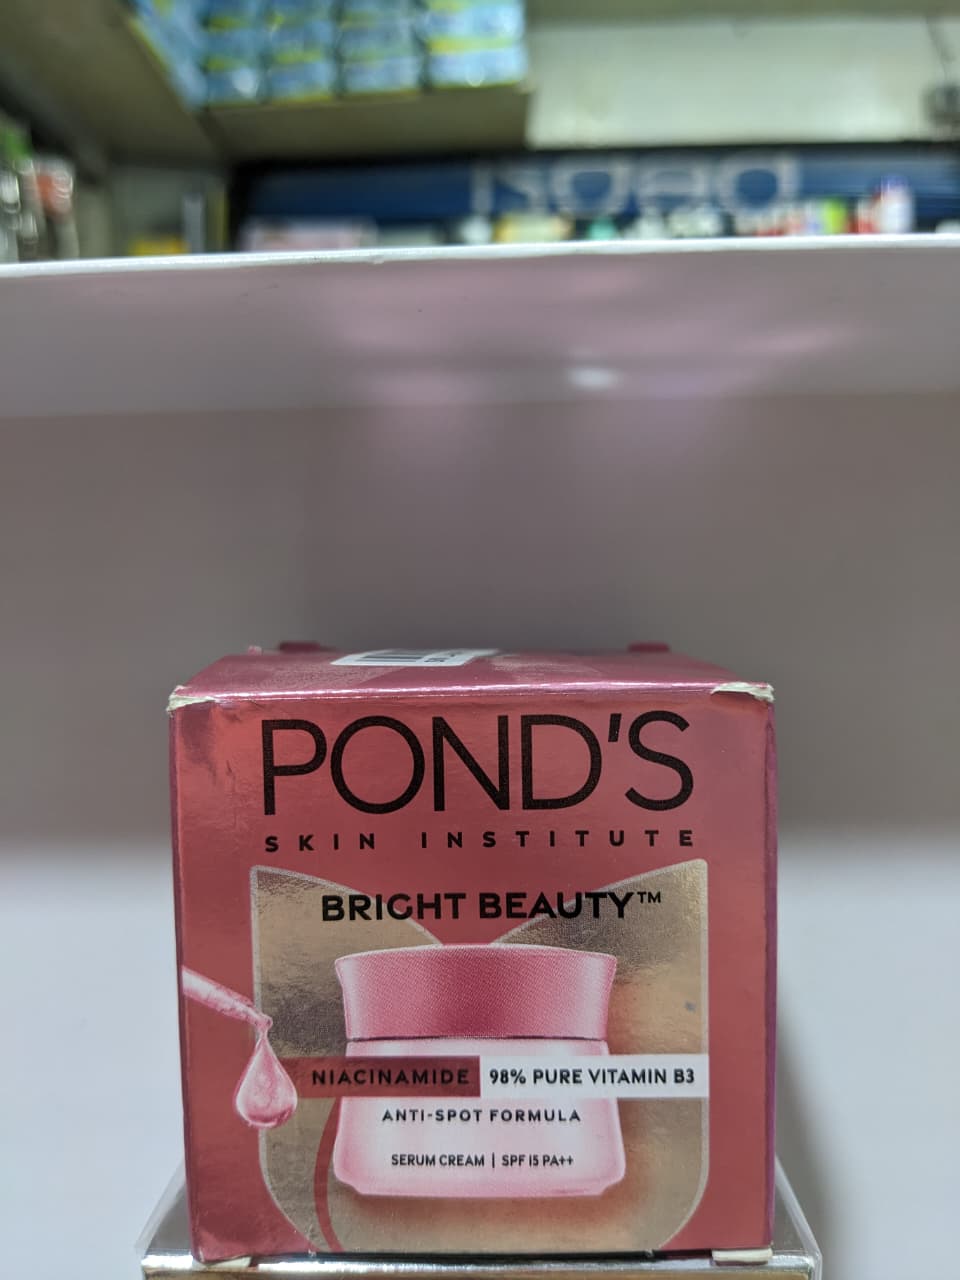 POND'S
SKIN INSTITUTE
BRIGHT BEAUTY™
NIACINAMIDE 98% PURE VITAMIN B3
ANTI-SPOT FORMULA
SERUM CREAM | SPF 15 PA++